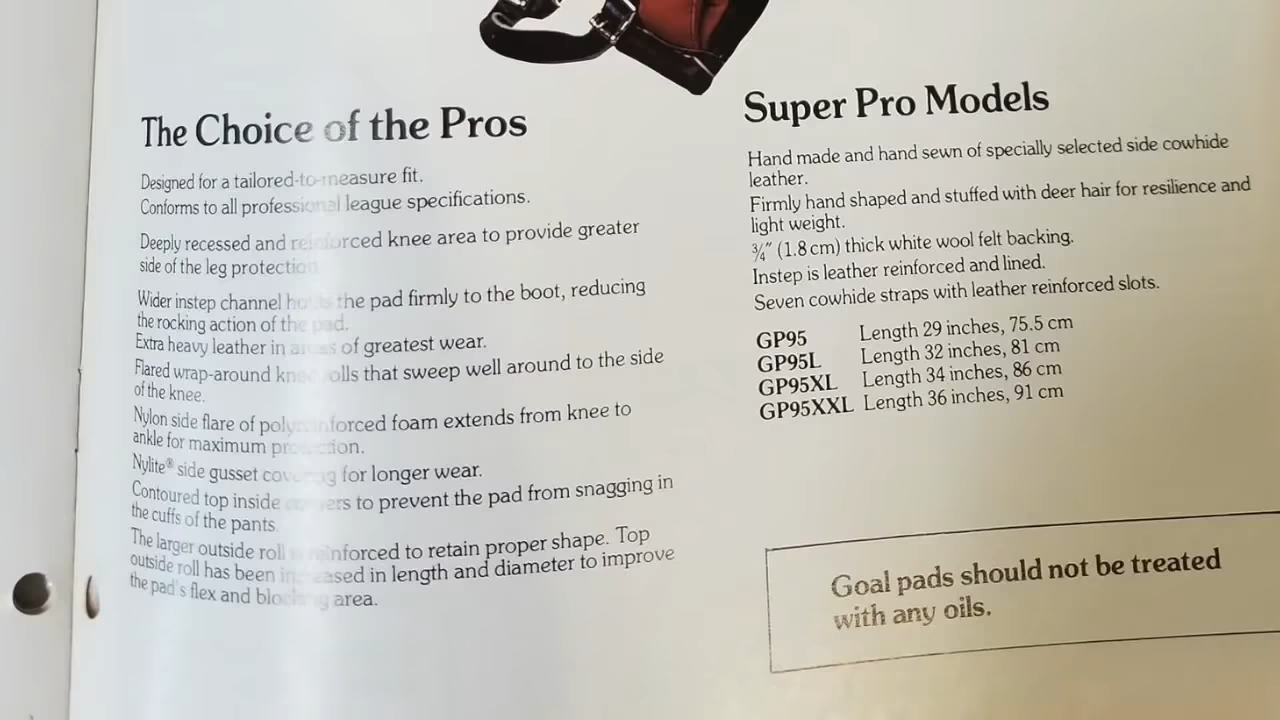 The Choice of the Pros
Designed for a tailored-to-measure fit.
Conforms to all professional league specifications.
Deeply recessed and reinforced knee area to provide greater
side of the leg protection
Wider instep channel holds the pad firmly to the boot, reducing
the rocking action of the pad.
Extra heavy leather in areas of greatest wear.
Flared wrap-around knee rolls that sweep well around to the side
of the knee.
Nylon side flare of polyreinforced foam extends from knee to
ankle for maximum protection.
Nylite® side gusset covering for longer wear.
Contoured top inside corners to prevent the pad from snagging in
the cuffs of the pants.
The larger outside roll is reinforced to retain proper shape. Top
outside roll has been increased in length and diameter to improve
the pad's flex and blocking area.
Super Pro Models
Hand made and hand sewn of specially selected side cowhide
leather.
Firmly hand shaped and stuffed with deer hair for resilience and
light weight.
¾" (1.8 cm) thick white wool felt backing.
Instep is leather reinforced and lined.
Seven cowhide straps with leather reinforced slots.
GP95 Length 29 inches, 75.5 cm
GP95L Length 32 inches, 81 cm
GP95XL Length 34 inches, 86 cm
GP95XXL Length 36 inches, 91 cm
Goal pads should not be treated
with any oils.